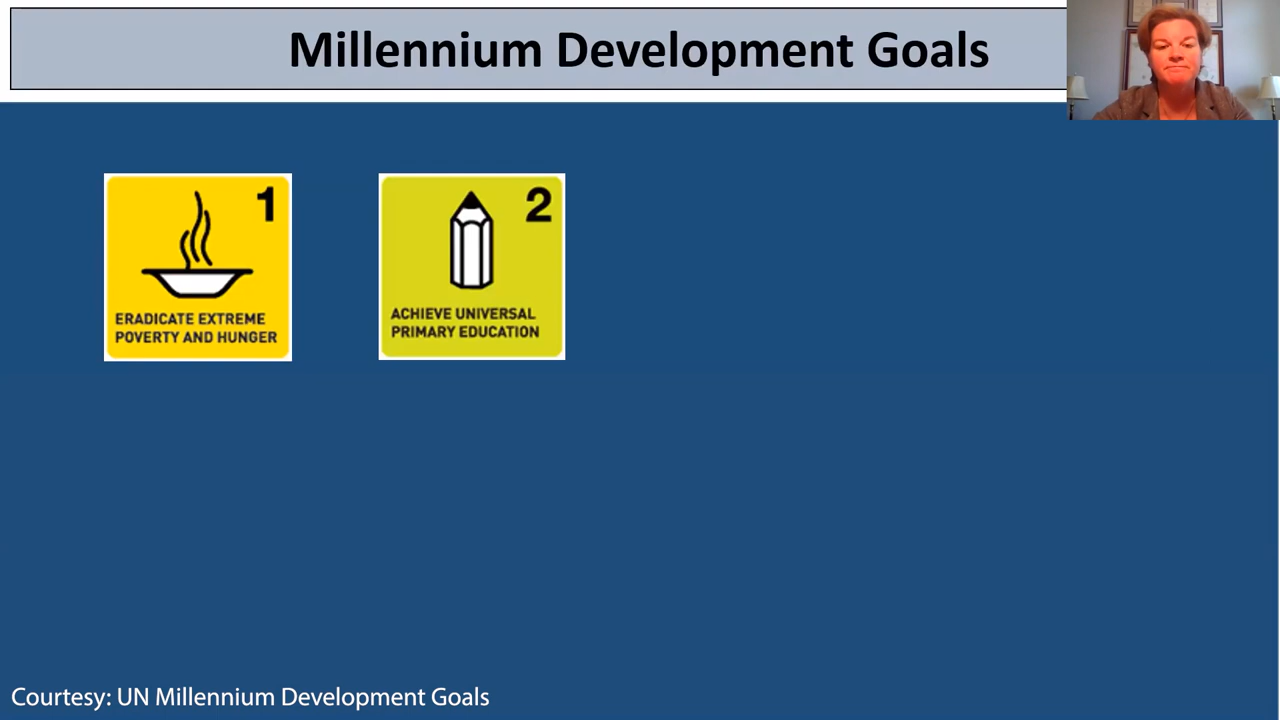 Millennium Development Goals
1
ERADICATE EXTREME
POVERTY AND HUNGER
2
ACHIEVE UNIVERSAL
PRIMARY EDUCATION
Courtesy: UN Millennium Development Goals